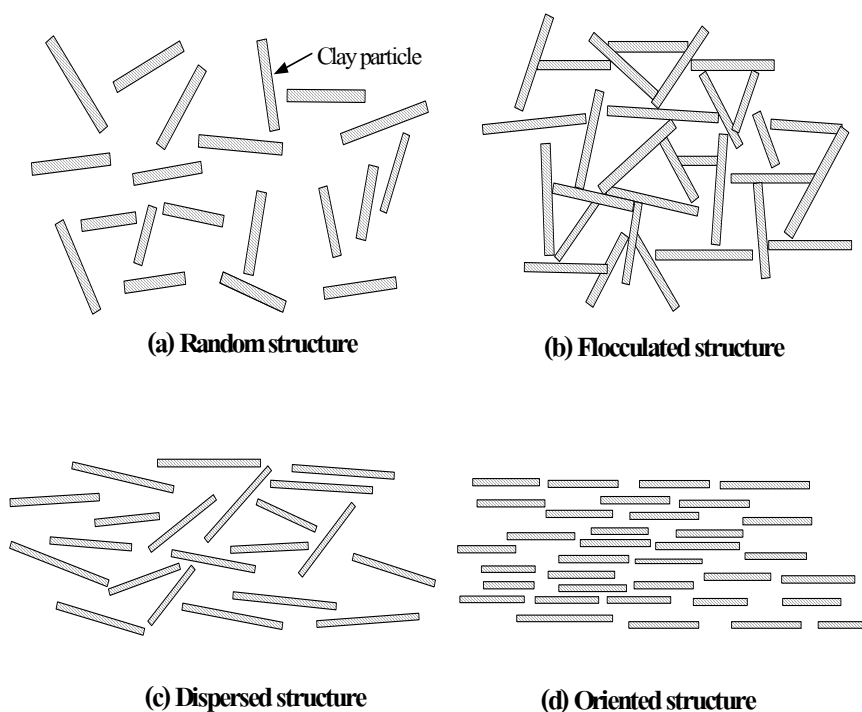 Clay particle
(a) Random structure
(b) Flocculated structure
(c) Dispersed structure
(d) Oriented structure